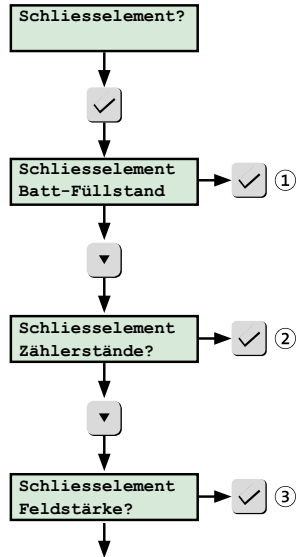 Schliesselement?
Schliesselement
Batt-Füllstand
①
Schliesselement
Zählerstände?
②
Schliesselement
Feldstärke?
③